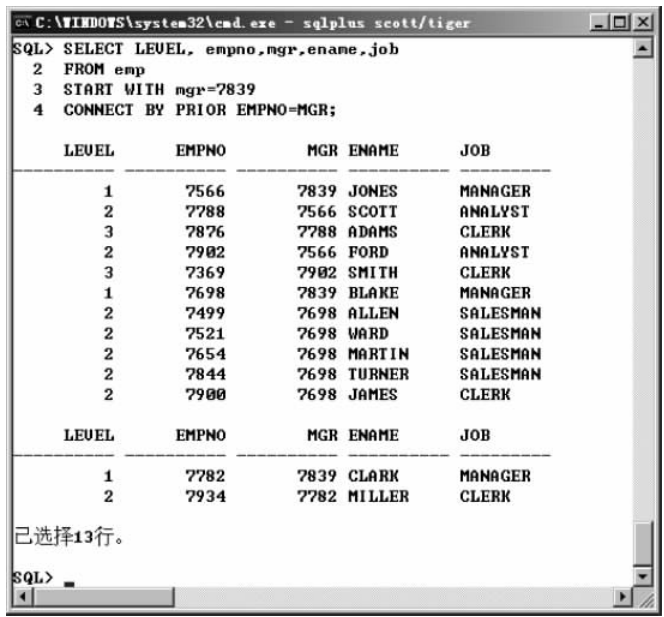 C:\WINDOWS\system32\cmd.exe - sqlplus scott/tiger
SQL> SELECT LEVEL, empno,mgr,ename,job
2 FROM emp
3 START WITH mgr=7839
4 CONNECT BY PRIOR EMPNO=MGR;
LEVEL EMPNO MGR ENAME JOB
---------- ---------- ---------- ---------- ---------
1 7566 7839 JONES MANAGER
2 7788 7566 SCOTT ANALYST
3 7876 7788 ADAMS CLERK
2 7902 7566 FORD ANALYST
3 7369 7902 SMITH CLERK
1 7698 7839 BLAKE MANAGER
2 7499 7698 ALLEN SALESMAN
2 7521 7698 WARD SALESMAN
2 7654 7698 MARTIN SALESMAN
2 7844 7698 TURNER SALESMAN
2 7900 7698 JAMES CLERK
LEVEL EMPNO MGR ENAME JOB
---------- ---------- ---------- ---------- ---------
1 7782 7839 CLARK MANAGER
2 7934 7782 MILLER CLERK
已选择13行。
SQL> _